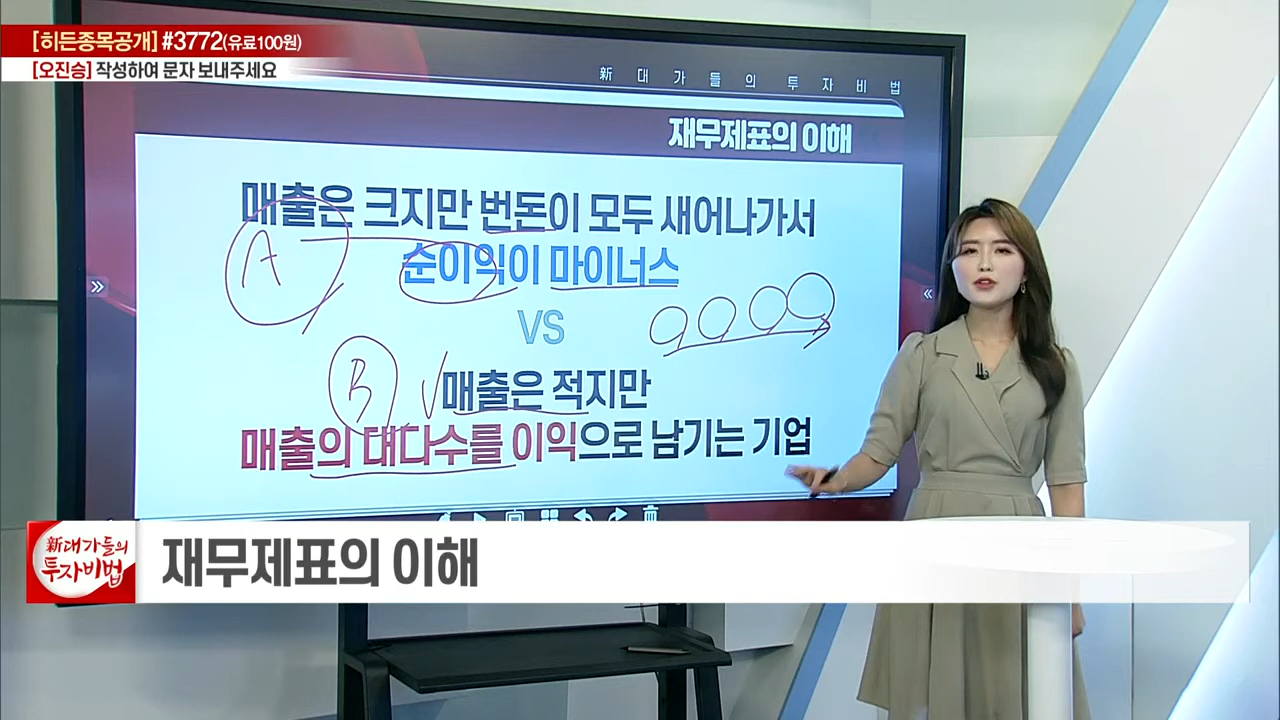 [히든종목공개] #3772(유료100원)
[오진승] 작성하여 문자 보내주세요
新 대가들의 투자비법
재무제표의 이해
매출은 크지만 번돈이 모두 새어나가서
순이익이 마이너스
A
VS
B
매출은 적지만
매출의 대다수를 이익으로 남기는 기업
新대가들의
투자비법
재무제표의 이해